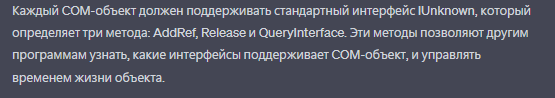 Каждый COM-объект должен поддерживать стандартный интерфейс IUnknown, который
определяет три метода: AddRef, Release и QueryInterface. Эти методы позволяют другим
программам узнать, какие интерфейсы поддерживает COM-объект, и управлять
временем жизни объекта.